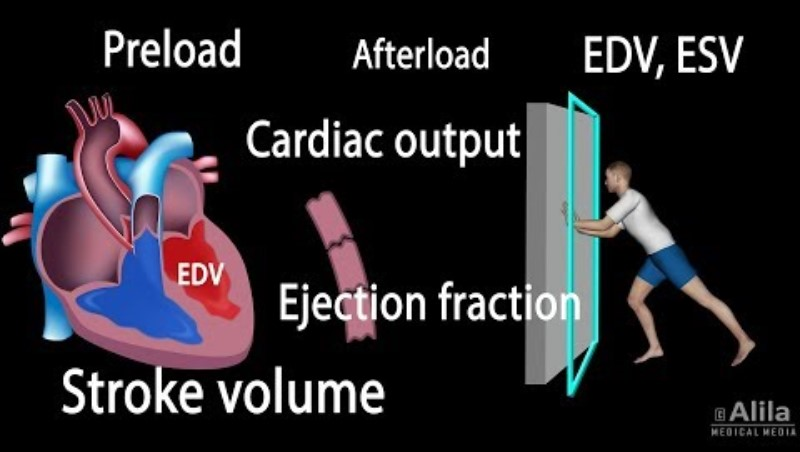 Preload
Afterload
EDV, ESV
Cardiac output
EDV
Ejection fraction
Stroke volume
© Alila
MEDICAL MEDIA